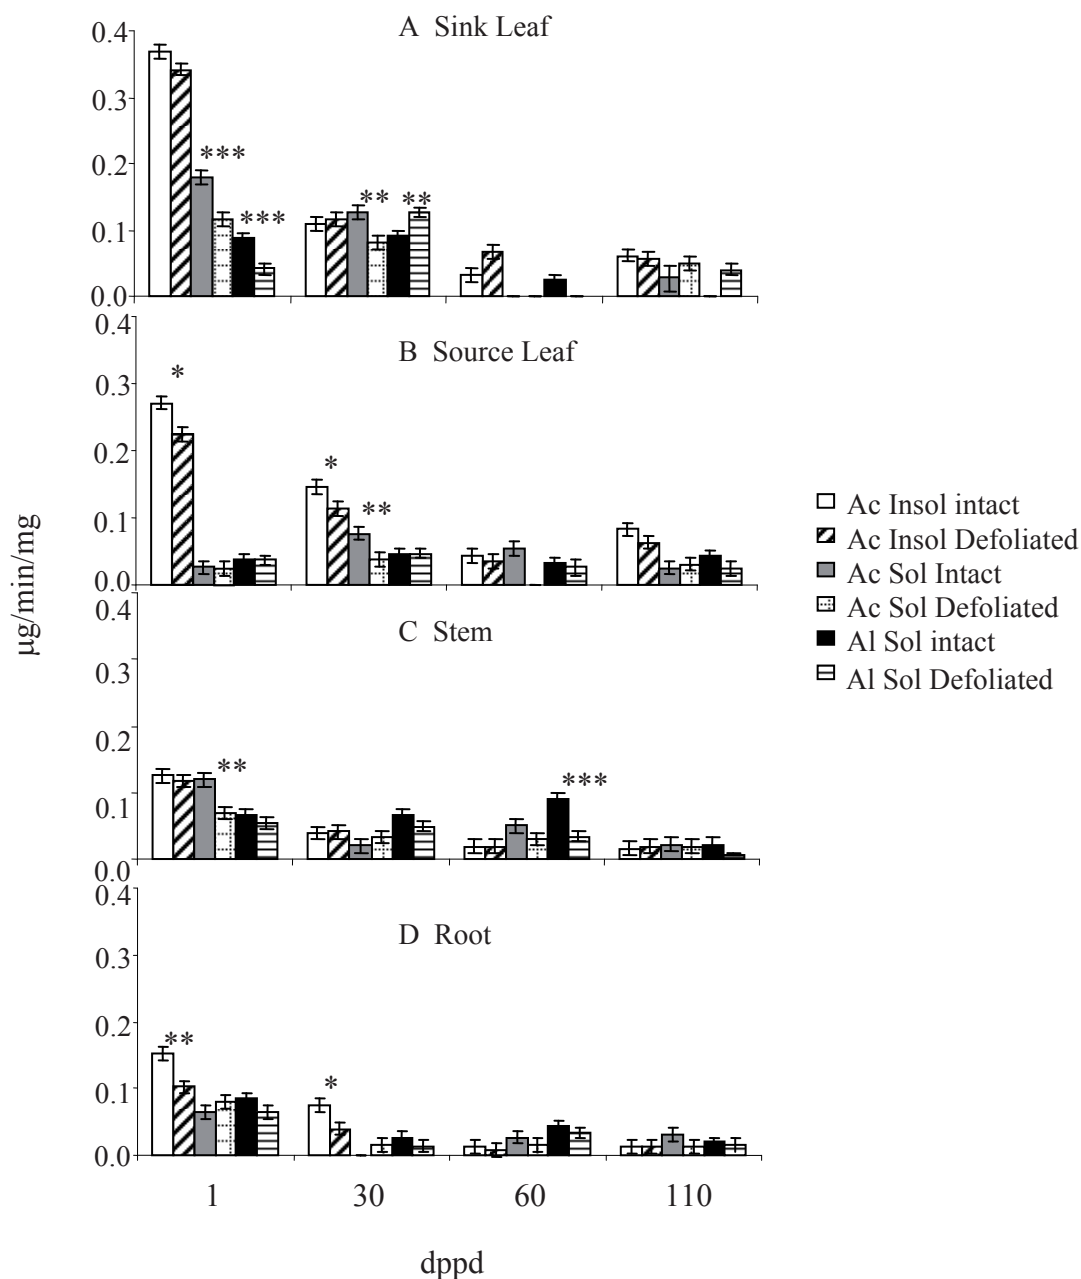 A Sink Leaf
0.4
0.3
0.2
0.1
0.0
***
***
**
**
B Source Leaf
0.4
0.3
0.2
0.1
0.0
*
*
**
C Stem
0.4
0.3
0.2
0.1
0.0
**
***
D Root
0.4
0.3
0.2
0.1
0.0
**
*
1 30 60 110
dppd
µg/min/mg
Ac Insol intact
Ac Insol Defoliated
Ac Sol Intact
Ac Sol Defoliated
Al Sol intact
Al Sol Defoliated